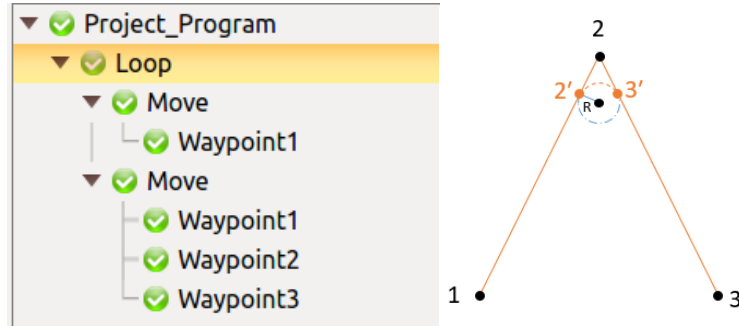 Project_Program
Loop
Move
Waypoint1
Move
Waypoint1
Waypoint2
Waypoint3
2
2′ 3′
R
1 3